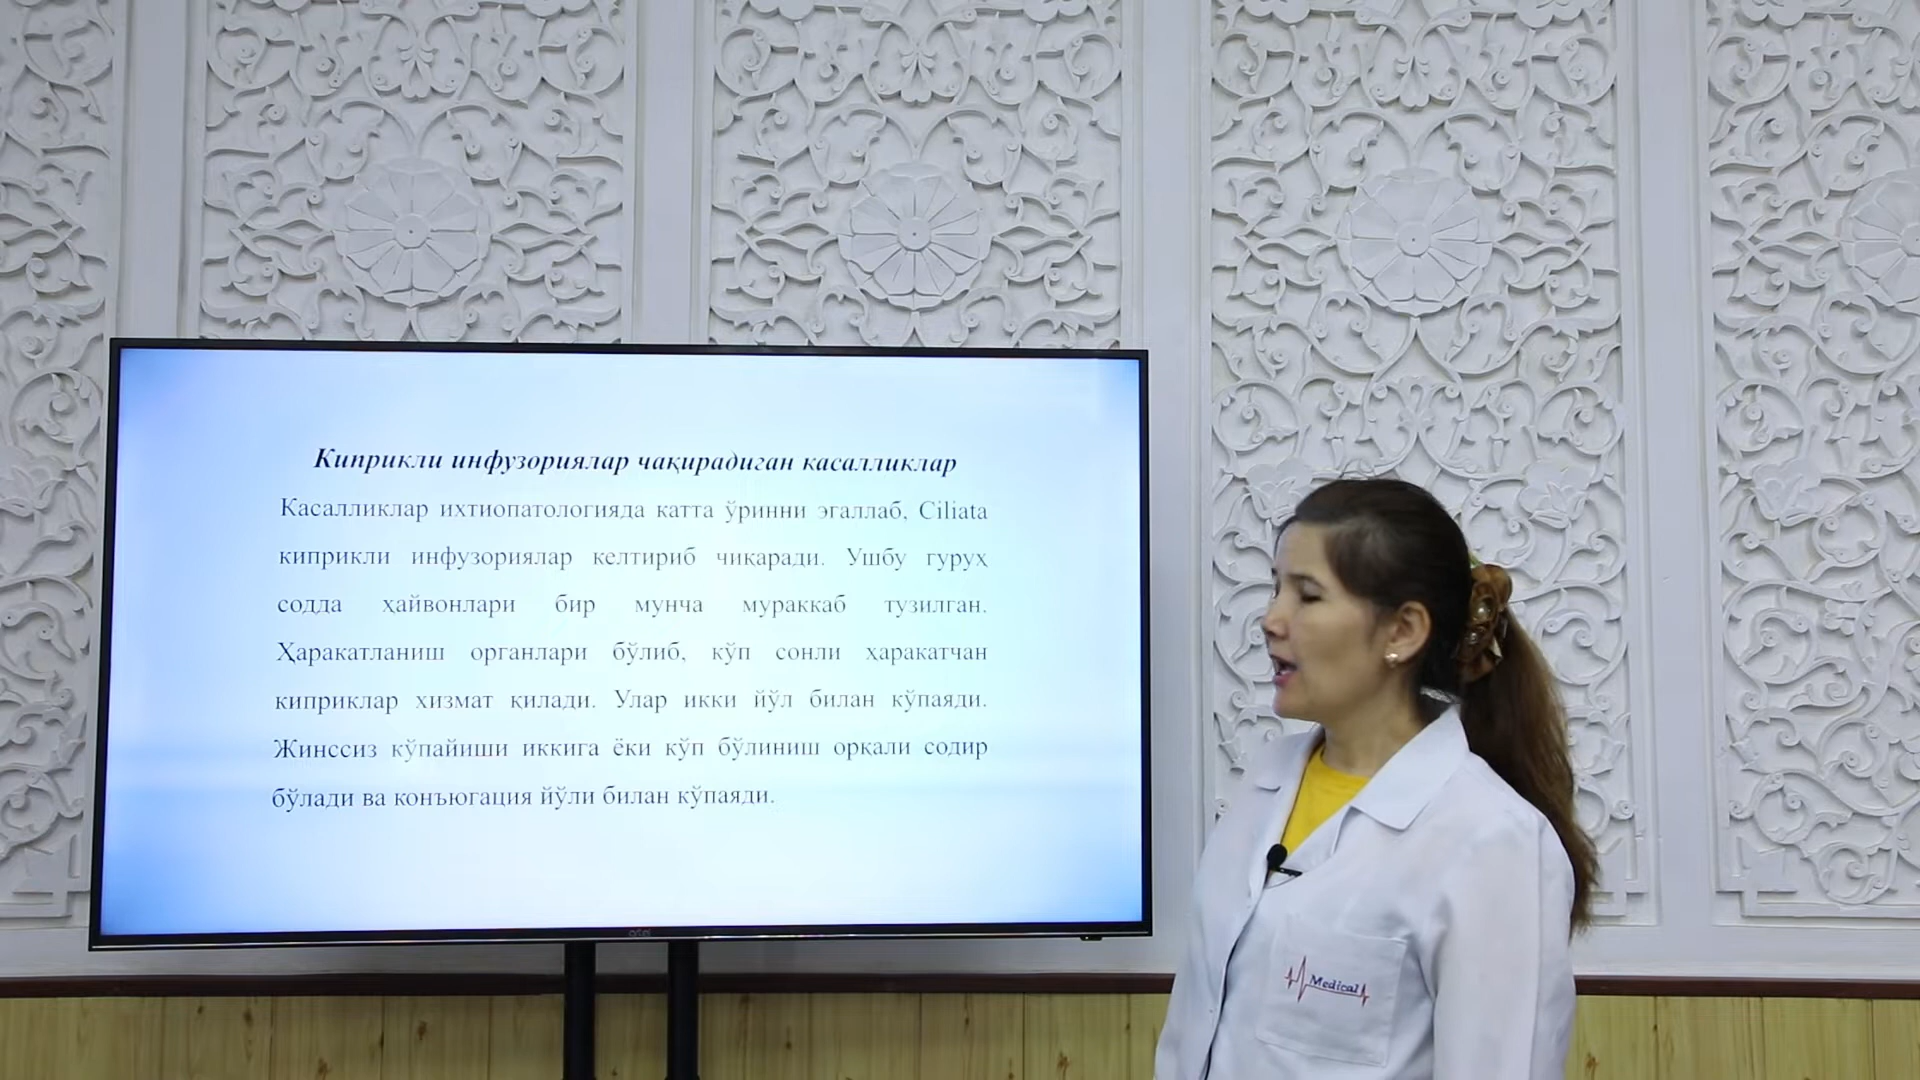 Киприкли инфузориялар чақирадиган касалликлар
Касалликлар ихтиопатологияда катта ўринни эгаллаб, Ciliata
киприкли инфузориялар келтириб чиқаради. Ушбу гуруҳ
содда ҳайвонлари бир мунча мураккаб тузилган.
Ҳаракатланиш органлари бўлиб, кўп сонли ҳаракатчан
киприклар хизмат қилади. Улар икки йўл билан кўпаяди.
Жинссиз кўпайиши иккига ёки кўп бўлиниш орқали содир
бўлади ва конъюгация йўли билан кўпаяди.
artel
Medical